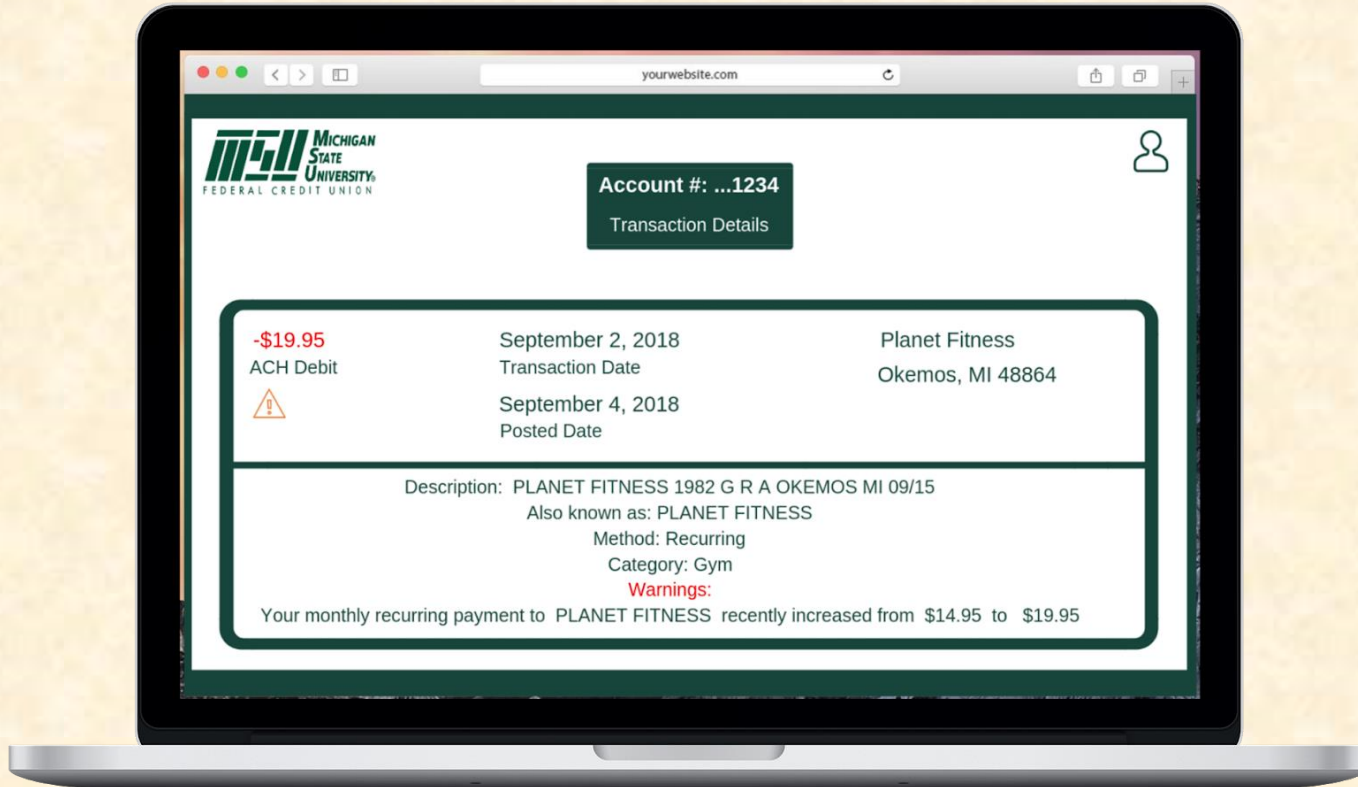 yourwebsite.com
MICHIGAN
STATE
UNIVERSITY®
FEDERAL CREDIT UNION
Account #: ...1234
Transaction Details
-$19.95
ACH Debit
September 2, 2018
Transaction Date
September 4, 2018
Posted Date
Planet Fitness
Okemos, MI 48864
Description: PLANET FITNESS 1982 G R A OKEMOS MI 09/15
Also known as: PLANET FITNESS
Method: Recurring
Category: Gym
Warnings:
Your monthly recurring payment to PLANET FITNESS recently increased from $14.95 to $19.95